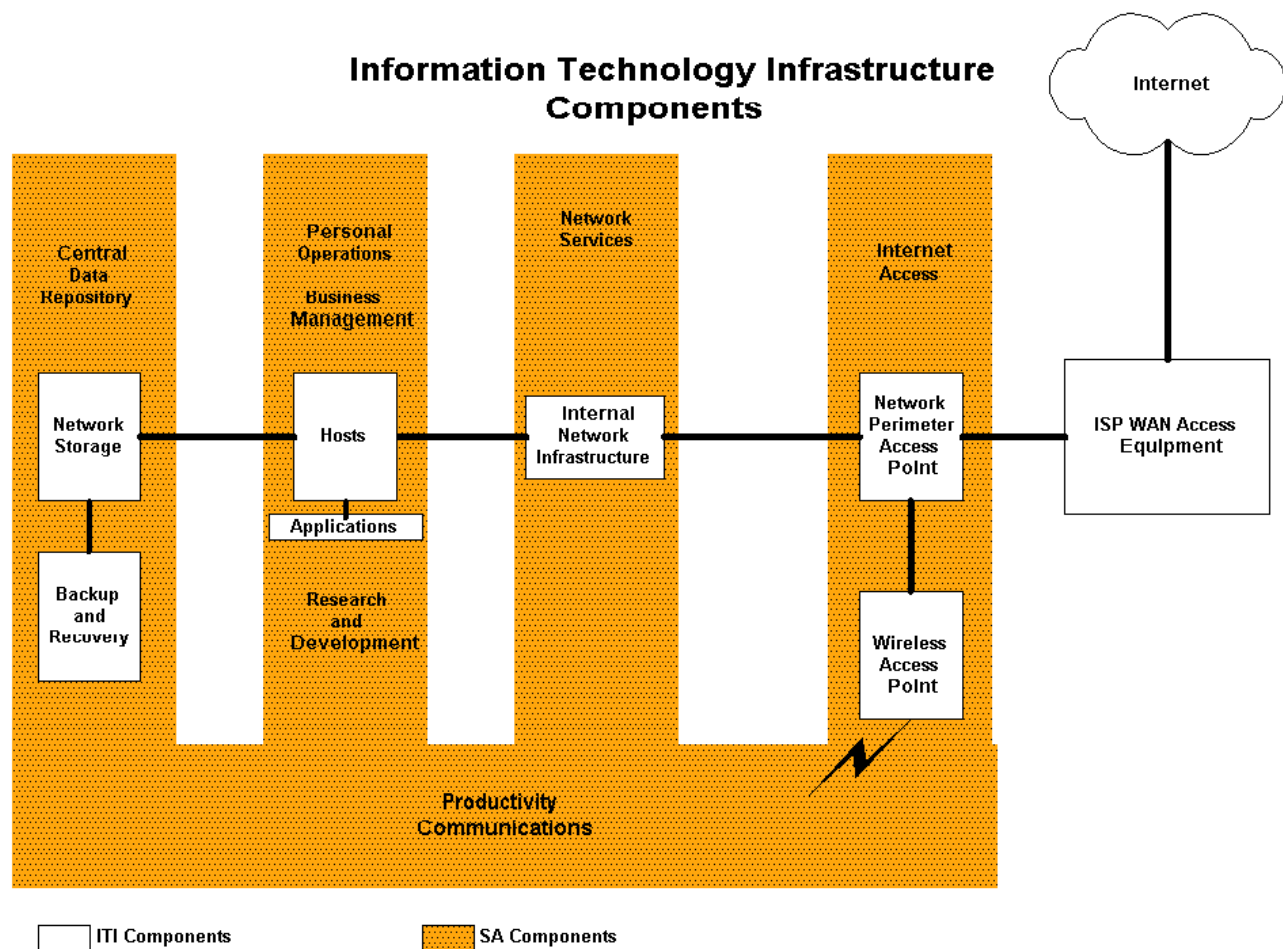 Information Technology Infrastructure
Components
Internet
Central
Data
Repository
Personal
Operations
Business
Management
Network
Services
Internet
Access
Network
Storage
Hosts
Internal
Network
Infrastructure
Network
Perimeter
Access
Point
ISP WAN Access
Equipment
Applications
Backup
and
Recovery
Research
and
Development
Wireless
Access
Point
Productivity
Communications
ITI Components
SA Components